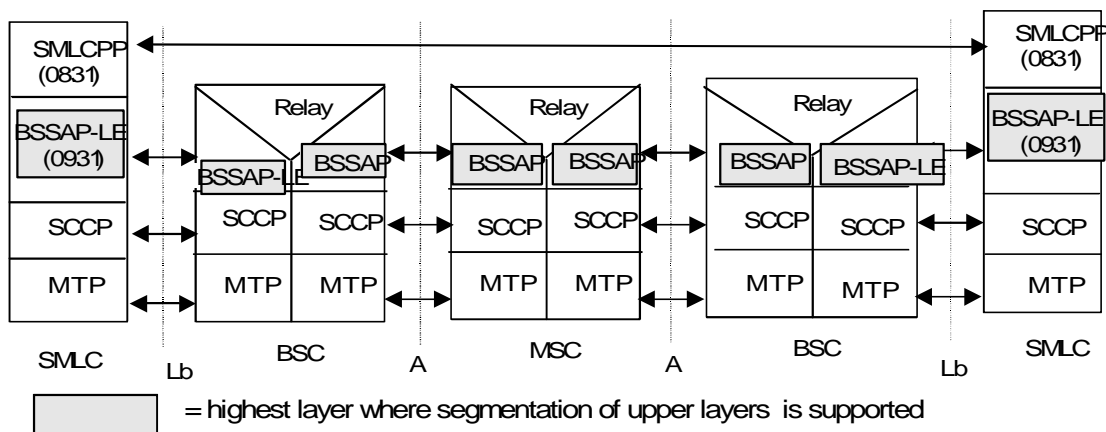 SMLCPP
(0831)
BSSAP-LE
(0931)
SCCP
MTP
SMLC
Lb
Relay
BSSAP-LE
BSSAP
SCCP
SCCP
MTP
MTP
BSC
A
Relay
BSSAP
BSSAP
SCCP
SCCP
MTP
MTP
MSC
A
Relay
BSSAP
BSSAP-LE
SCCP
SCCP
MTP
MTP
BSC
Lb
SMLCPP
(0831)
BSSAP-LE
(0931)
SCCP
MTP
SMLC
= highest layer where segmentation of upper layers is supported